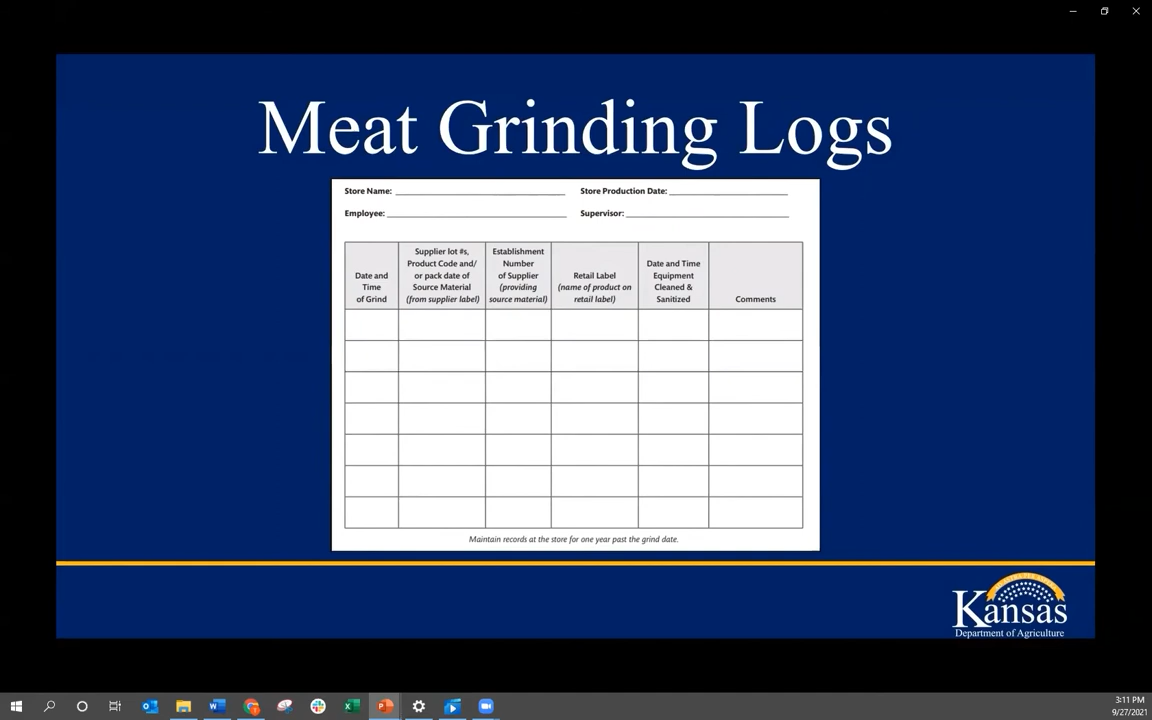 Meat Grinding Logs
Store Name: Store Production Date:
Employee: Supervisor:
Date and
Time
of Grind
Supplier lot #s,
Product Code and/
or pack date of
Source Material
(from supplier label)
Establishment
Number
of Supplier
(providing
source material)
Retail Label
(name of product on
retail label)
Date and Time
Equipment
Cleaned &
Sanitized
Comments
Maintain records at the store for one year past the grind date.
Kansas
Department of Agriculture
3:11 PM
9/27/2021